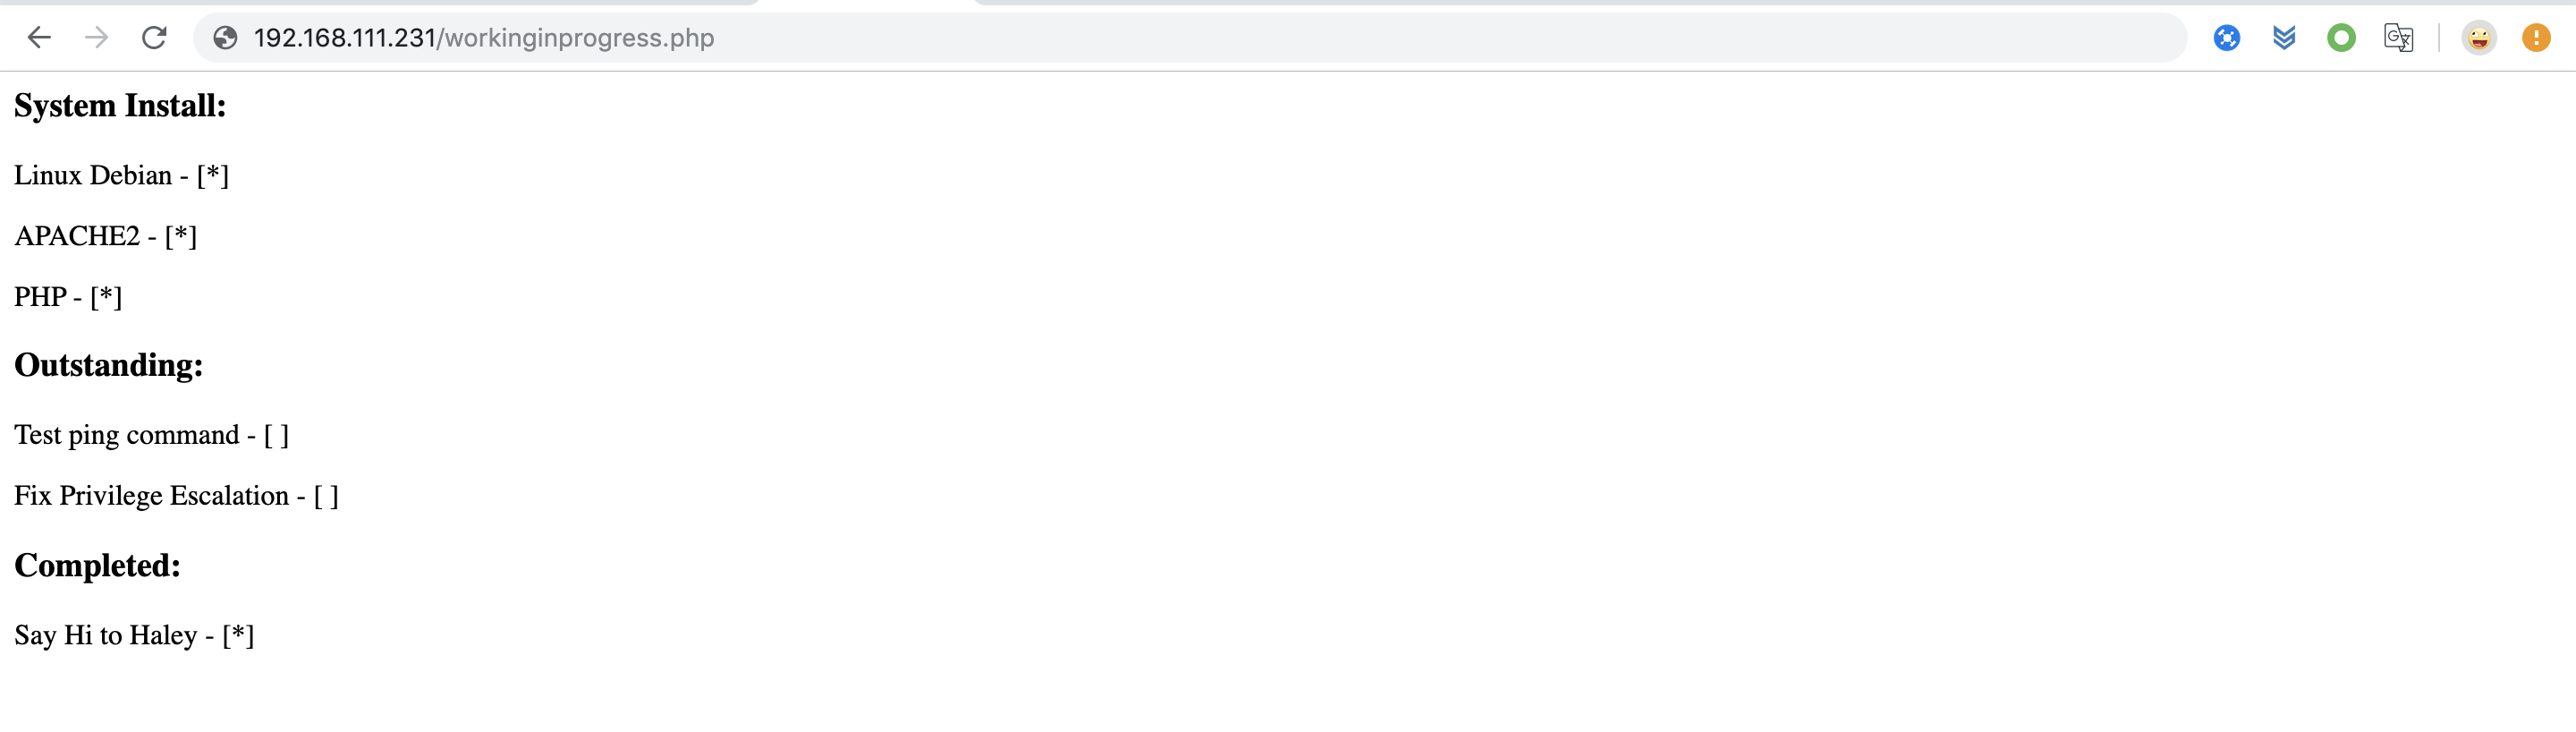 192.168.111.231/workinginprogress.php
System Install:
Linux Debian - [*]
APACHE2 - [*]
PHP - [*]
Outstanding:
Test ping command - [ ]
Fix Privilege Escalation - [ ]
Completed:
Say Hi to Haley - [*]